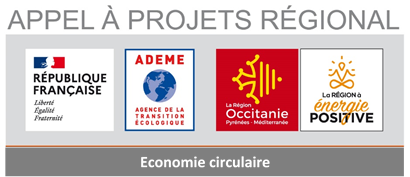 APPEL À PROJETS RÉGIONAL
RÉPUBLIQUE
FRANÇAISE
Liberté
Égalité
Fraternité
ADEME
AGENCE DE LA
TRANSITION
ÉCOLOGIQUE
La Région
Occitanie
Pyrénées - Méditerranée
LA RÉGION à
énergie
POSITIVE
Economie circulaire